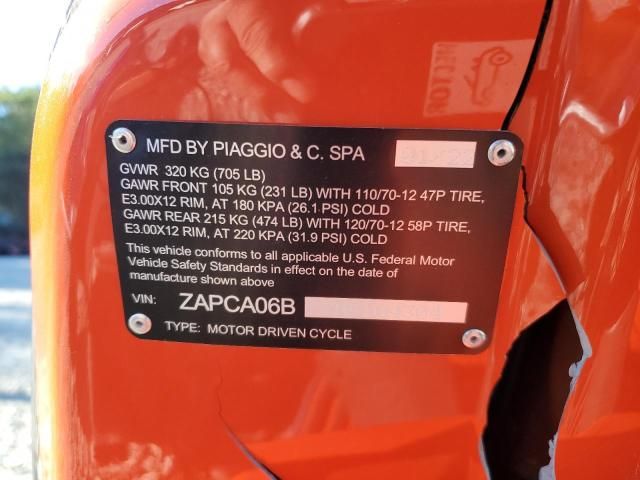 MFD BY PIAGGIO & C. SPA
GVWR 320 KG (705 LB)
GAWR FRONT 105 KG (231 LB) WITH 110/70-12 47P TIRE,
E3.00X12 RIM, AT 180 KPA (26.1 PSI) COLD
GAWR REAR 215 KG (474 LB) WITH 120/70-12 58P TIRE,
E3.00X12 RIM, AT 220 KPA (31.9 PSI) COLD
This vehicle conforms to all applicable U.S. Federal Motor
Vehicle Safety Standards in effect on the date of
manufacture shown above
VIN: ZAPCA06B
TYPE: MOTOR DRIVEN CYCLE